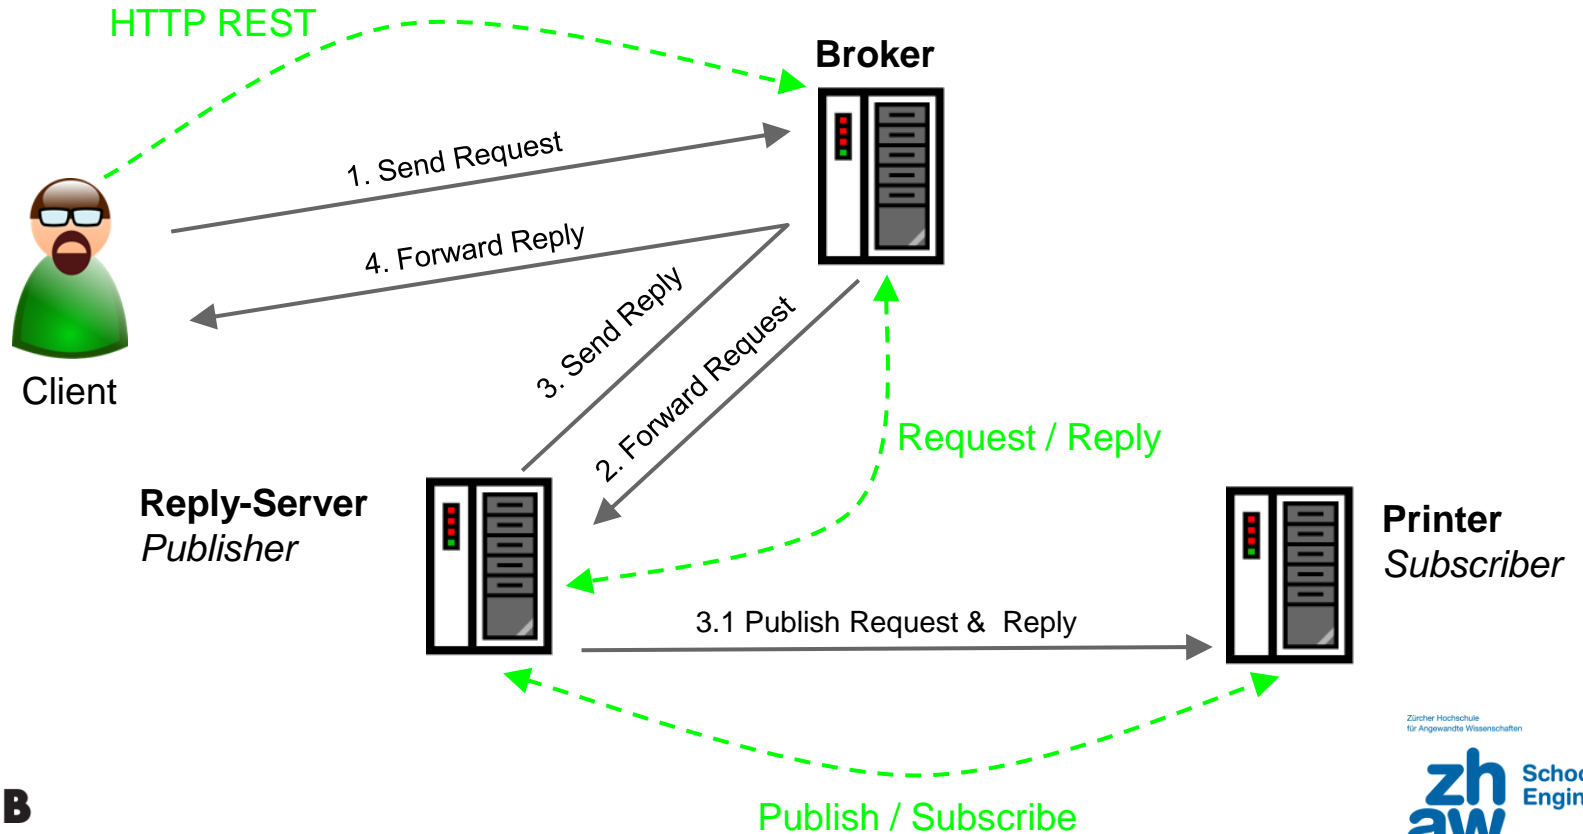 HTTP REST
Broker
1. Send Request
4. Forward Reply
3. Send Reply
2. Forward Request
Client
Request / Reply
Reply-Server
Publisher
Printer
Subscriber
3.1 Publish Request &  Reply
Publish / Subscribe
Zürcher Hochschule
für Angewandte Wissenschaften
zh
aw
B